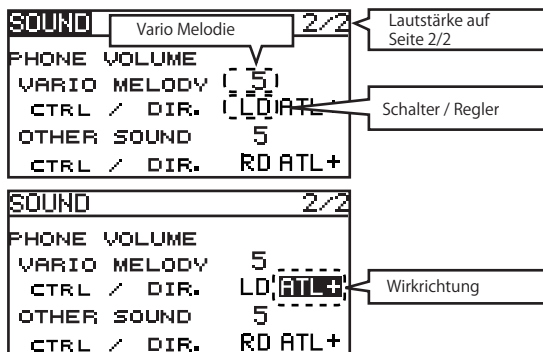 SOUND 2/2
Vario Melodie
Lautstärke auf
Seite 2/2
PHONE VOLUME
VARIO MELODY 5
CTRL / DIR. LD ATL+
Schalter / Regler
OTHER SOUND 5
CTRL / DIR. RD ATL+
SOUND 2/2
PHONE VOLUME
VARIO MELODY 5
CTRL / DIR. LD ATL+
Wirkrichtung
OTHER SOUND 5
CTRL / DIR. RD ATL+